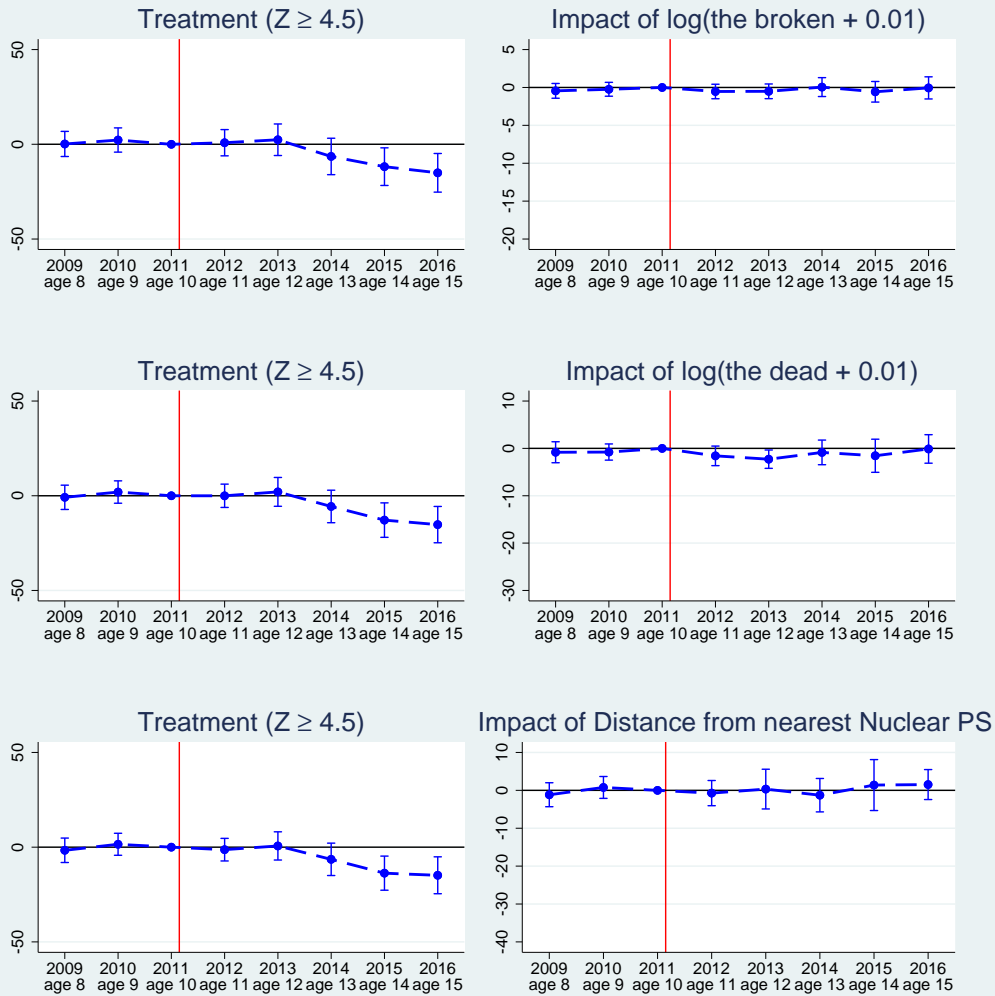 Treatment (Z ≥ 4.5)
50
0
-50
2009 2010 2011 2012 2013 2014 2015 2016
age 8 age 9 age 10 age 11 age 12 age 13 age 14 age 15
Impact of log(the broken + 0.01)
5
0
-5
-10
-15
-20
2009 2010 2011 2012 2013 2014 2015 2016
age 8 age 9 age 10 age 11 age 12 age 13 age 14 age 15
Treatment (Z ≥ 4.5)
50
0
-50
2009 2010 2011 2012 2013 2014 2015 2016
age 8 age 9 age 10 age 11 age 12 age 13 age 14 age 15
Impact of log(the dead + 0.01)
10
0
-10
-20
-30
2009 2010 2011 2012 2013 2014 2015 2016
age 8 age 9 age 10 age 11 age 12 age 13 age 14 age 15
Treatment (Z ≥ 4.5)
50
0
-50
2009 2010 2011 2012 2013 2014 2015 2016
age 8 age 9 age 10 age 11 age 12 age 13 age 14 age 15
Impact of Distance from nearest Nuclear PS
10
0
-10
-20
-30
-40
2009 2010 2011 2012 2013 2014 2015 2016
age 8 age 9 age 10 age 11 age 12 age 13 age 14 age 15